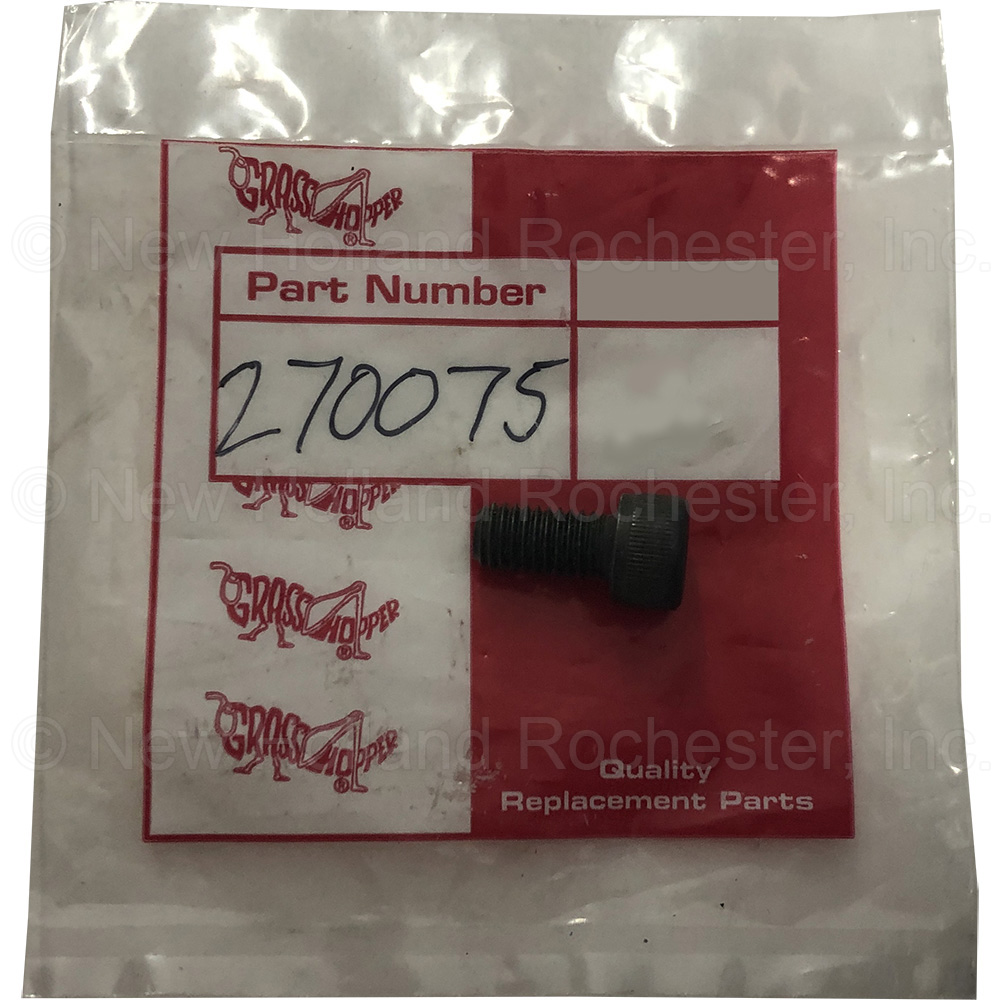 GRASSHOPPER®
© New Holland Rochester, Inc.
Part Number
270075
GRASSHOPPER®
© New Holland Rochester, Inc.
GRASSHOPPER®
GRASSHOPPER®
© New Holland Rochester, Inc.
Quality
Replacement Parts